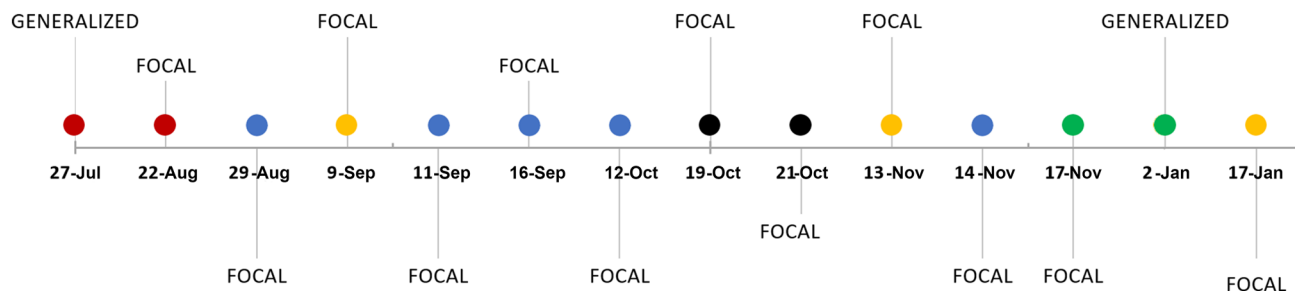 GENERALIZED FOCAL FOCAL FOCAL GENERALIZED
FOCAL FOCAL
27-Jul 22-Aug 29-Aug 9-Sep 11-Sep 16-Sep 12-Oct 19-Oct 21-Oct 13-Nov 14-Nov 17-Nov 2-Jan 17-Jan
FOCAL
FOCAL FOCAL FOCAL FOCAL FOCAL FOCAL